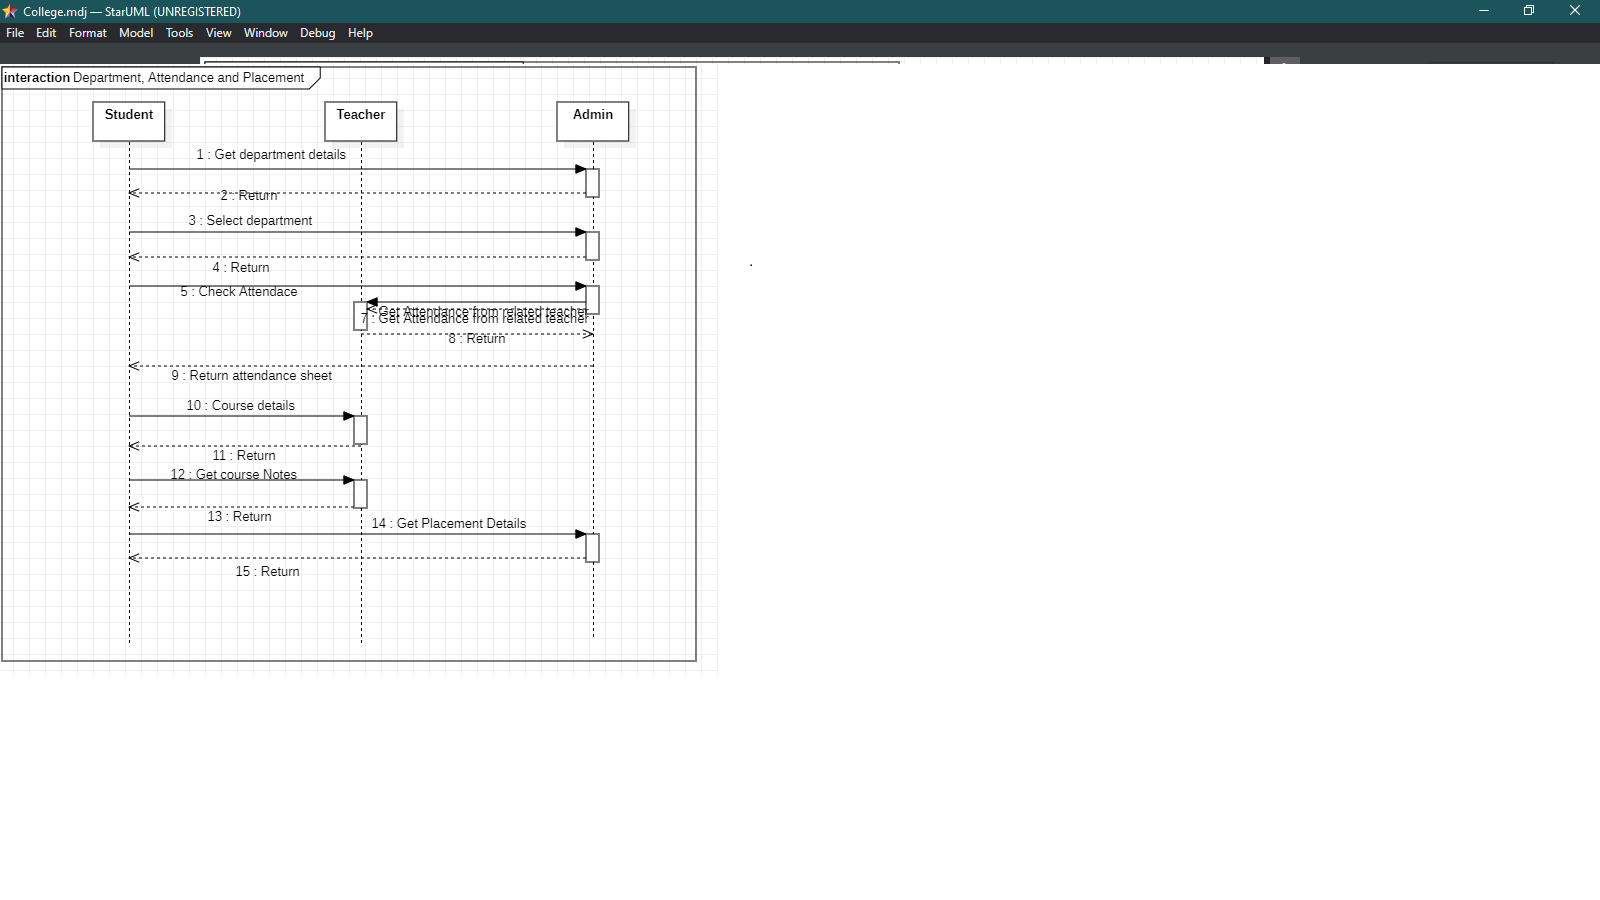 College.mdj — StarUML (UNREGISTERED)
File Edit Format Model Tools View Window Debug Help
interaction Department, Attendance and Placement
Student Teacher Admin
1 : Get department details
2 : Return
3 : Select department
4 : Return
5 : Check Attendace
: Get Attendance from related teacher
7 : Get Attendance from related teacher
8 : Return
9 : Return attendance sheet
10 : Course details
11 : Return
12 : Get course Notes
13 : Return
14 : Get Placement Details
15 : Return